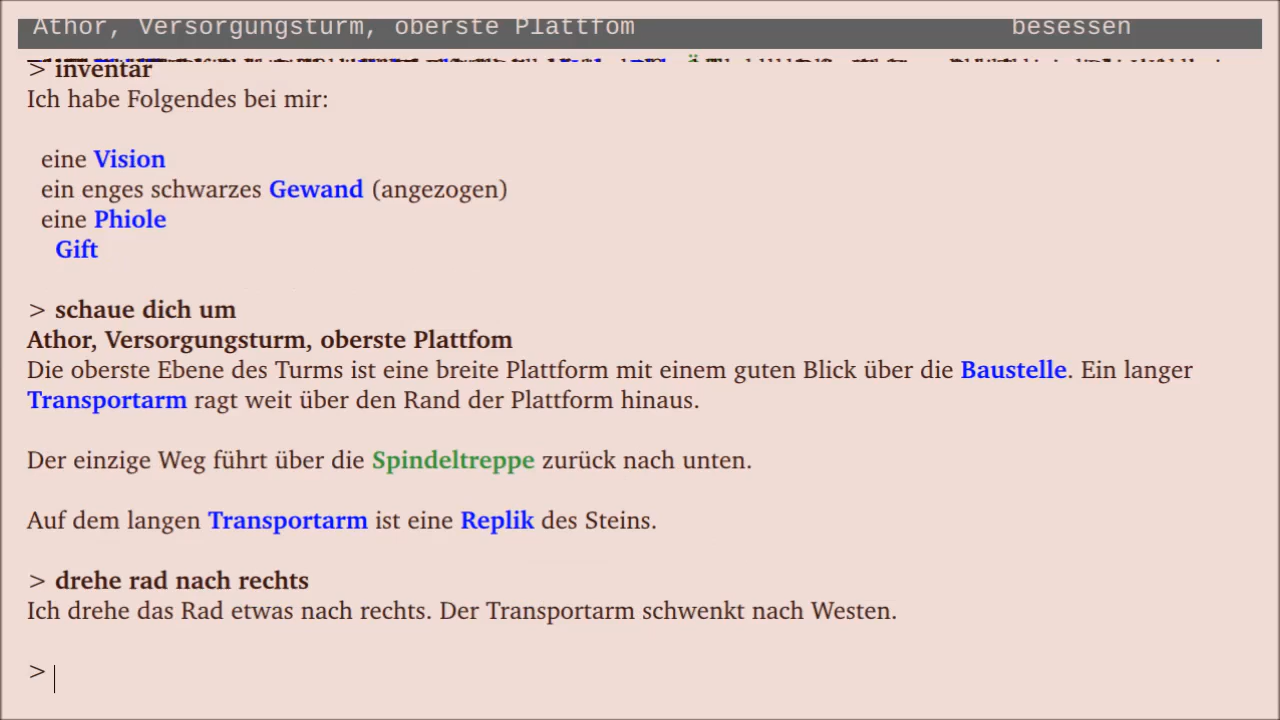 Athor, Versorgungsturm, oberste Plattfom besessen
> inventar
Ich habe Folgendes bei mir:
eine Vision
ein enges schwarzes Gewand (angezogen)
eine Phiole
Gift
> schaue dich um
Athor, Versorgungsturm, oberste Plattfom
Die oberste Ebene des Turms ist eine breite Plattform mit einem guten Blick über die Baustelle. Ein langer
Transportarm ragt weit über den Rand der Plattform hinaus.
Der einzige Weg führt über die Spindeltreppe zurück nach unten.
Auf dem langen Transportarm ist eine Replik des Steins.
> drehe rad nach rechts
Ich drehe das Rad etwas nach rechts. Der Transportarm schwenkt nach Westen.
>